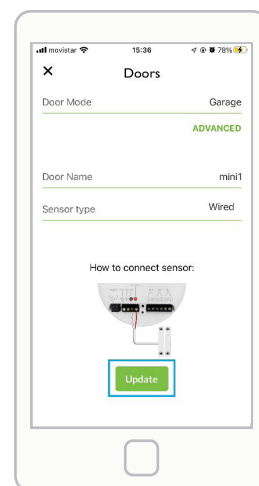 movistar 15:36 78%
× Doors
Door Mode Garage
ADVANCED
Door Name mini1
Sensor type Wired
How to connect sensor:
Update